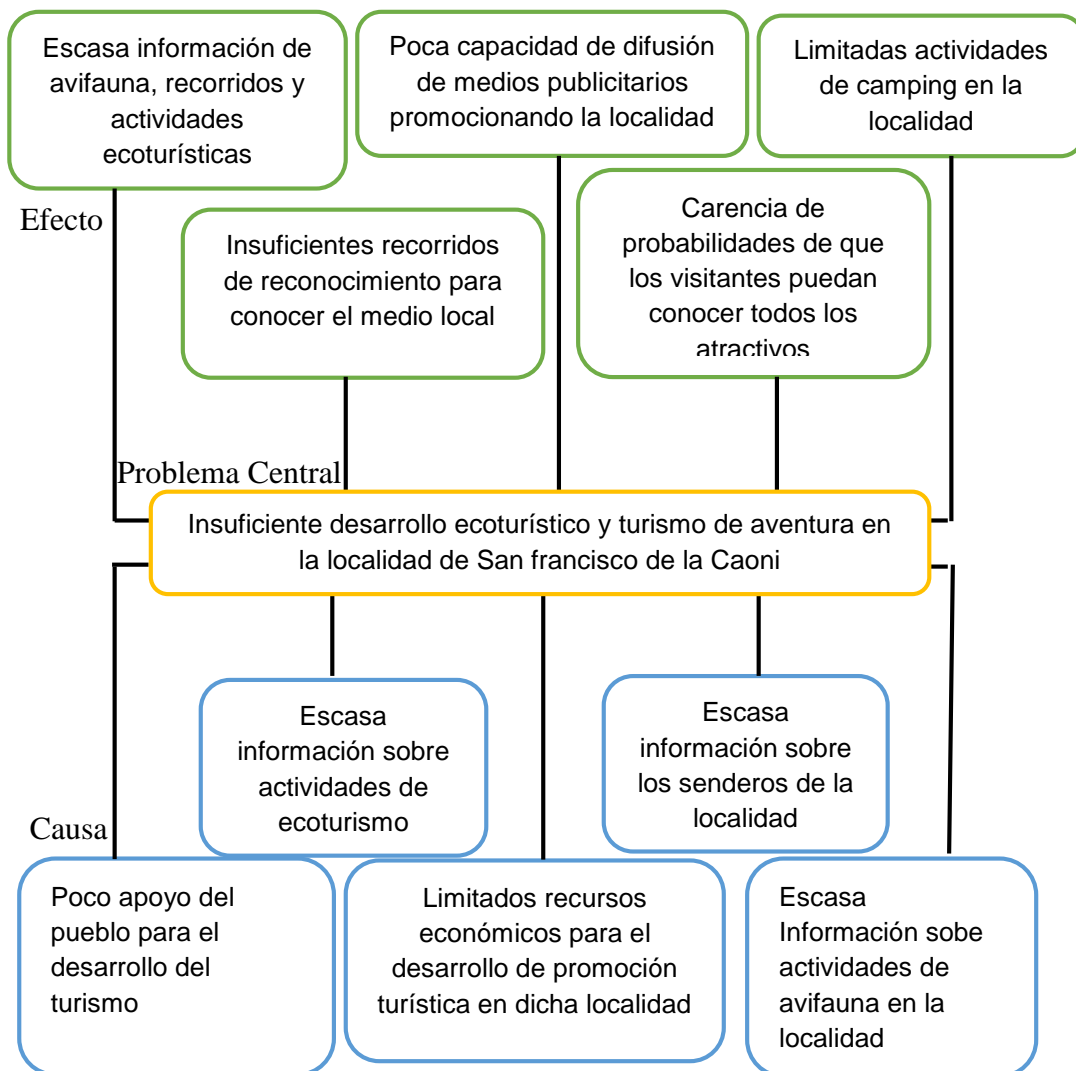 Escasa información de
avifauna, recorridos y
actividades
ecoturísticas
Poca capacidad de difusión
de medios publicitarios
promocionando la localidad
Limitadas actividades
de camping en la
localidad
Efecto
Insuficientes recorridos
de reconocimiento para
conocer el medio local
Carencia de
probabilidades de que
los visitantes puedan
conocer todos los
atractivos
Problema Central
Insuficiente desarrollo ecoturístico y turismo de aventura en
la localidad de San francisco de la Caoni
Escasa
información sobre
actividades de
ecoturismo
Escasa
información sobre
los senderos de la
localidad
Causa
Poco apoyo del
pueblo para el
desarrollo del
turismo
Limitados recursos
económicos para el
desarrollo de promoción
turística en dicha localidad
Escasa
Información sobe
actividades de
avifauna en la
localidad